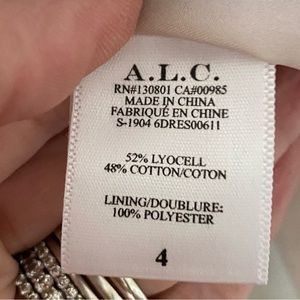 A.L.C.
RN#130801 CA#00985
MADE IN CHINA
FABRIQUÉ EN CHINE
S-1904 6DRES00611
52% LYOCELL
48% COTTON/COTON
LINING/DOUBLURE:
100% POLYESTER
4